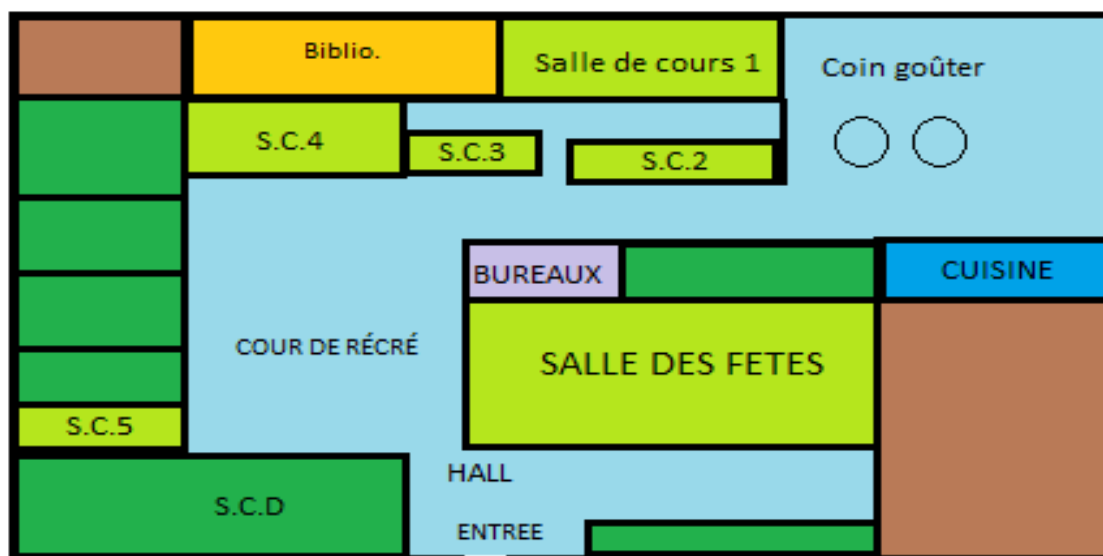 Biblio.
Salle de cours 1
Coin goûter
S.C.4
S.C.3
S.C.2
BUREAUX
CUISINE
COUR DE RÉCRÉ
SALLE DES FETES
S.C.5
HALL
S.C.D
ENTREE